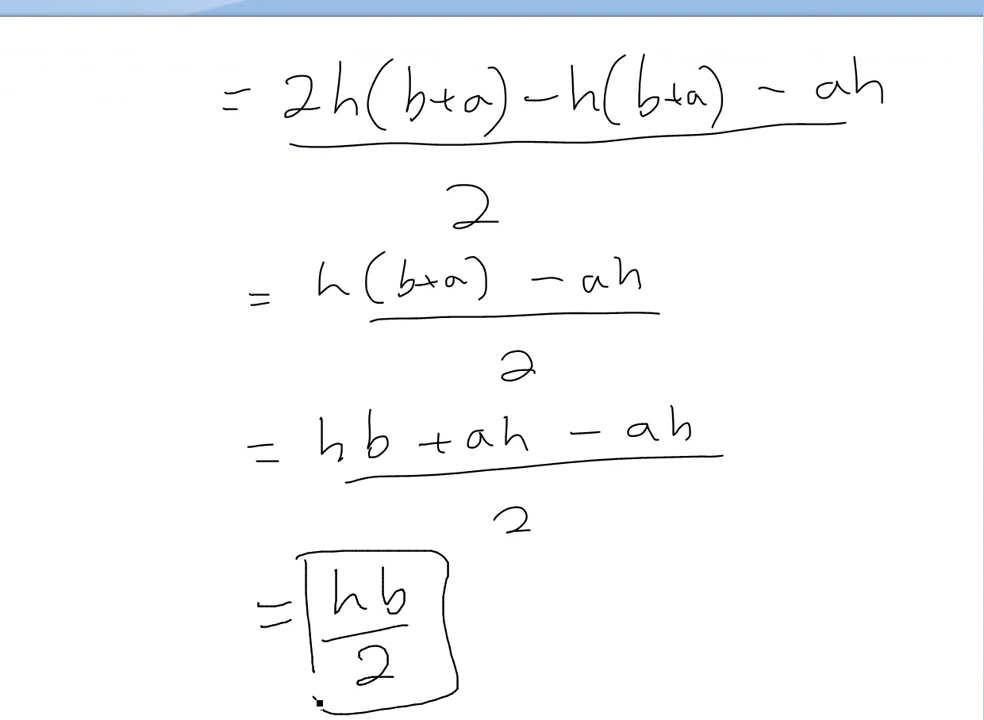 = 2h(b+a) - h(b+a) - ah
2
= h(b+a) - ah
2
= hb + ah - ah
2
= hb
2